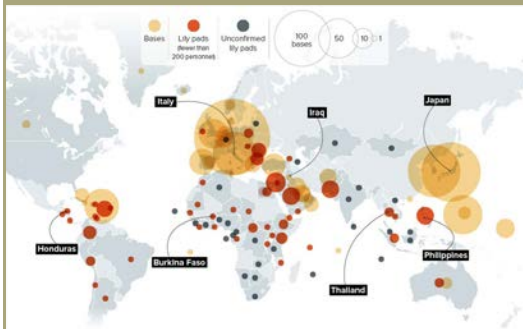 Bases
Lily pads
(fewer than
200 personnel)
Unconfirmed
lily pads
100
bases
50
10
1
Italy
Iraq
Japan
Honduras
Burkina Faso
Thailand
Philippines